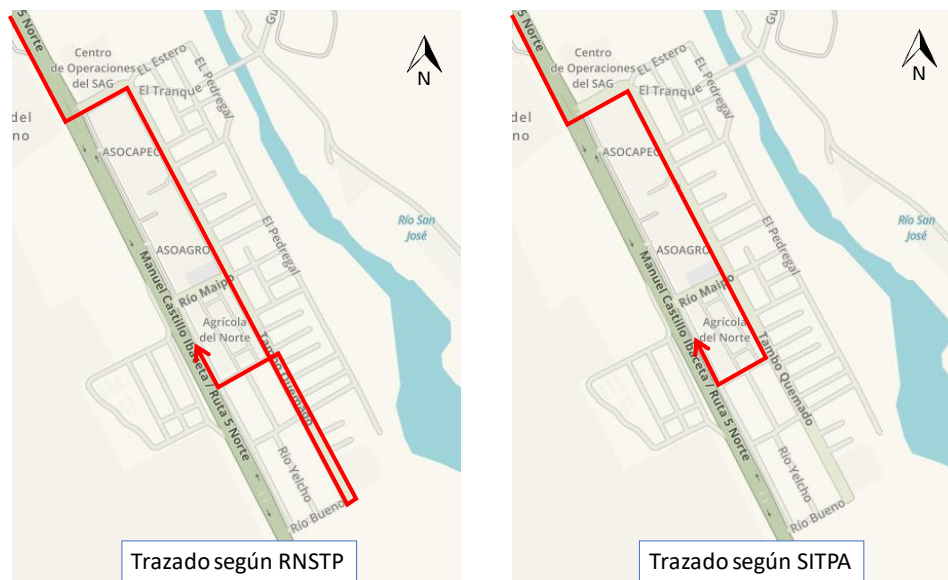 5 Norte
Gu
Centro
de Operaciones
del SAG
EL Estero
El Tranque
El Pedregal
N
del
no
ASOCAPEC
El Pedregal
Río San
José
ASOAGRO
Manuel Castillo Ibaceta / Ruta 5 Norte
Río Maipo
Agrícola
del Norte
Tambo Quemado
Río Yelcho
Río Bueno
Trazado según RNSTP
5 Norte
Gu
Centro
de Operaciones
del SAG
EL Estero
El Tranque
El Pedregal
N
del
no
ASOCAPEC
El Pedregal
Río San
José
ASOAGRO
Manuel Castillo Ibaceta / Ruta 5 Norte
Río Maipo
Agrícola
del Norte
Tambo Quemado
Río Yelcho
Río Bueno
Trazado según SITPA